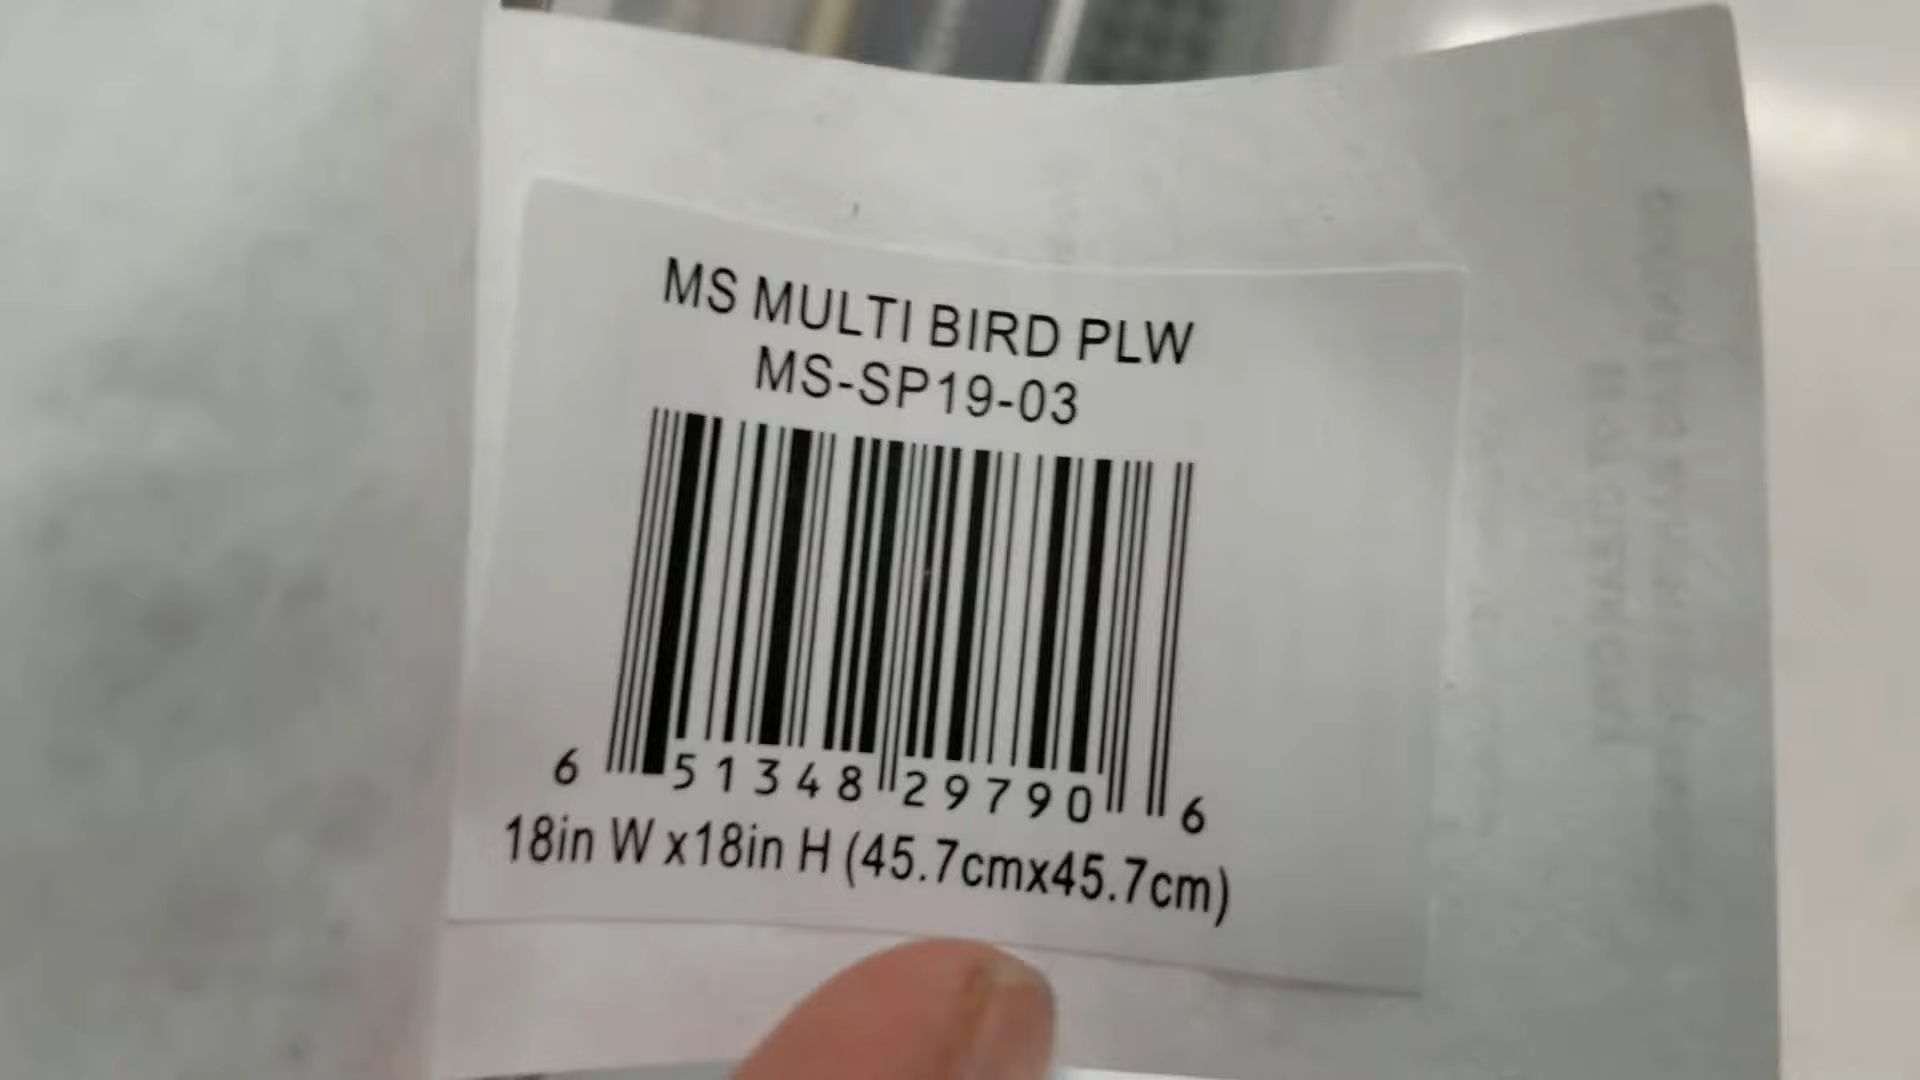 MS MULTI BIRD PLW
MS-SP19-03
6 51348 29790 6
18in W x18in H (45.7cmx45.7cm)